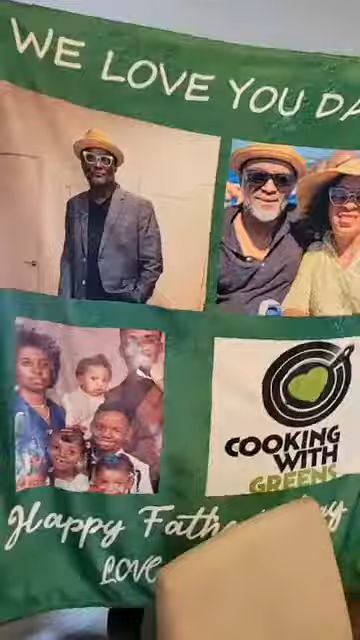 WE LOVE YOU DA
COOKING
WITH
GREENS
Happy Fathe
LOVE